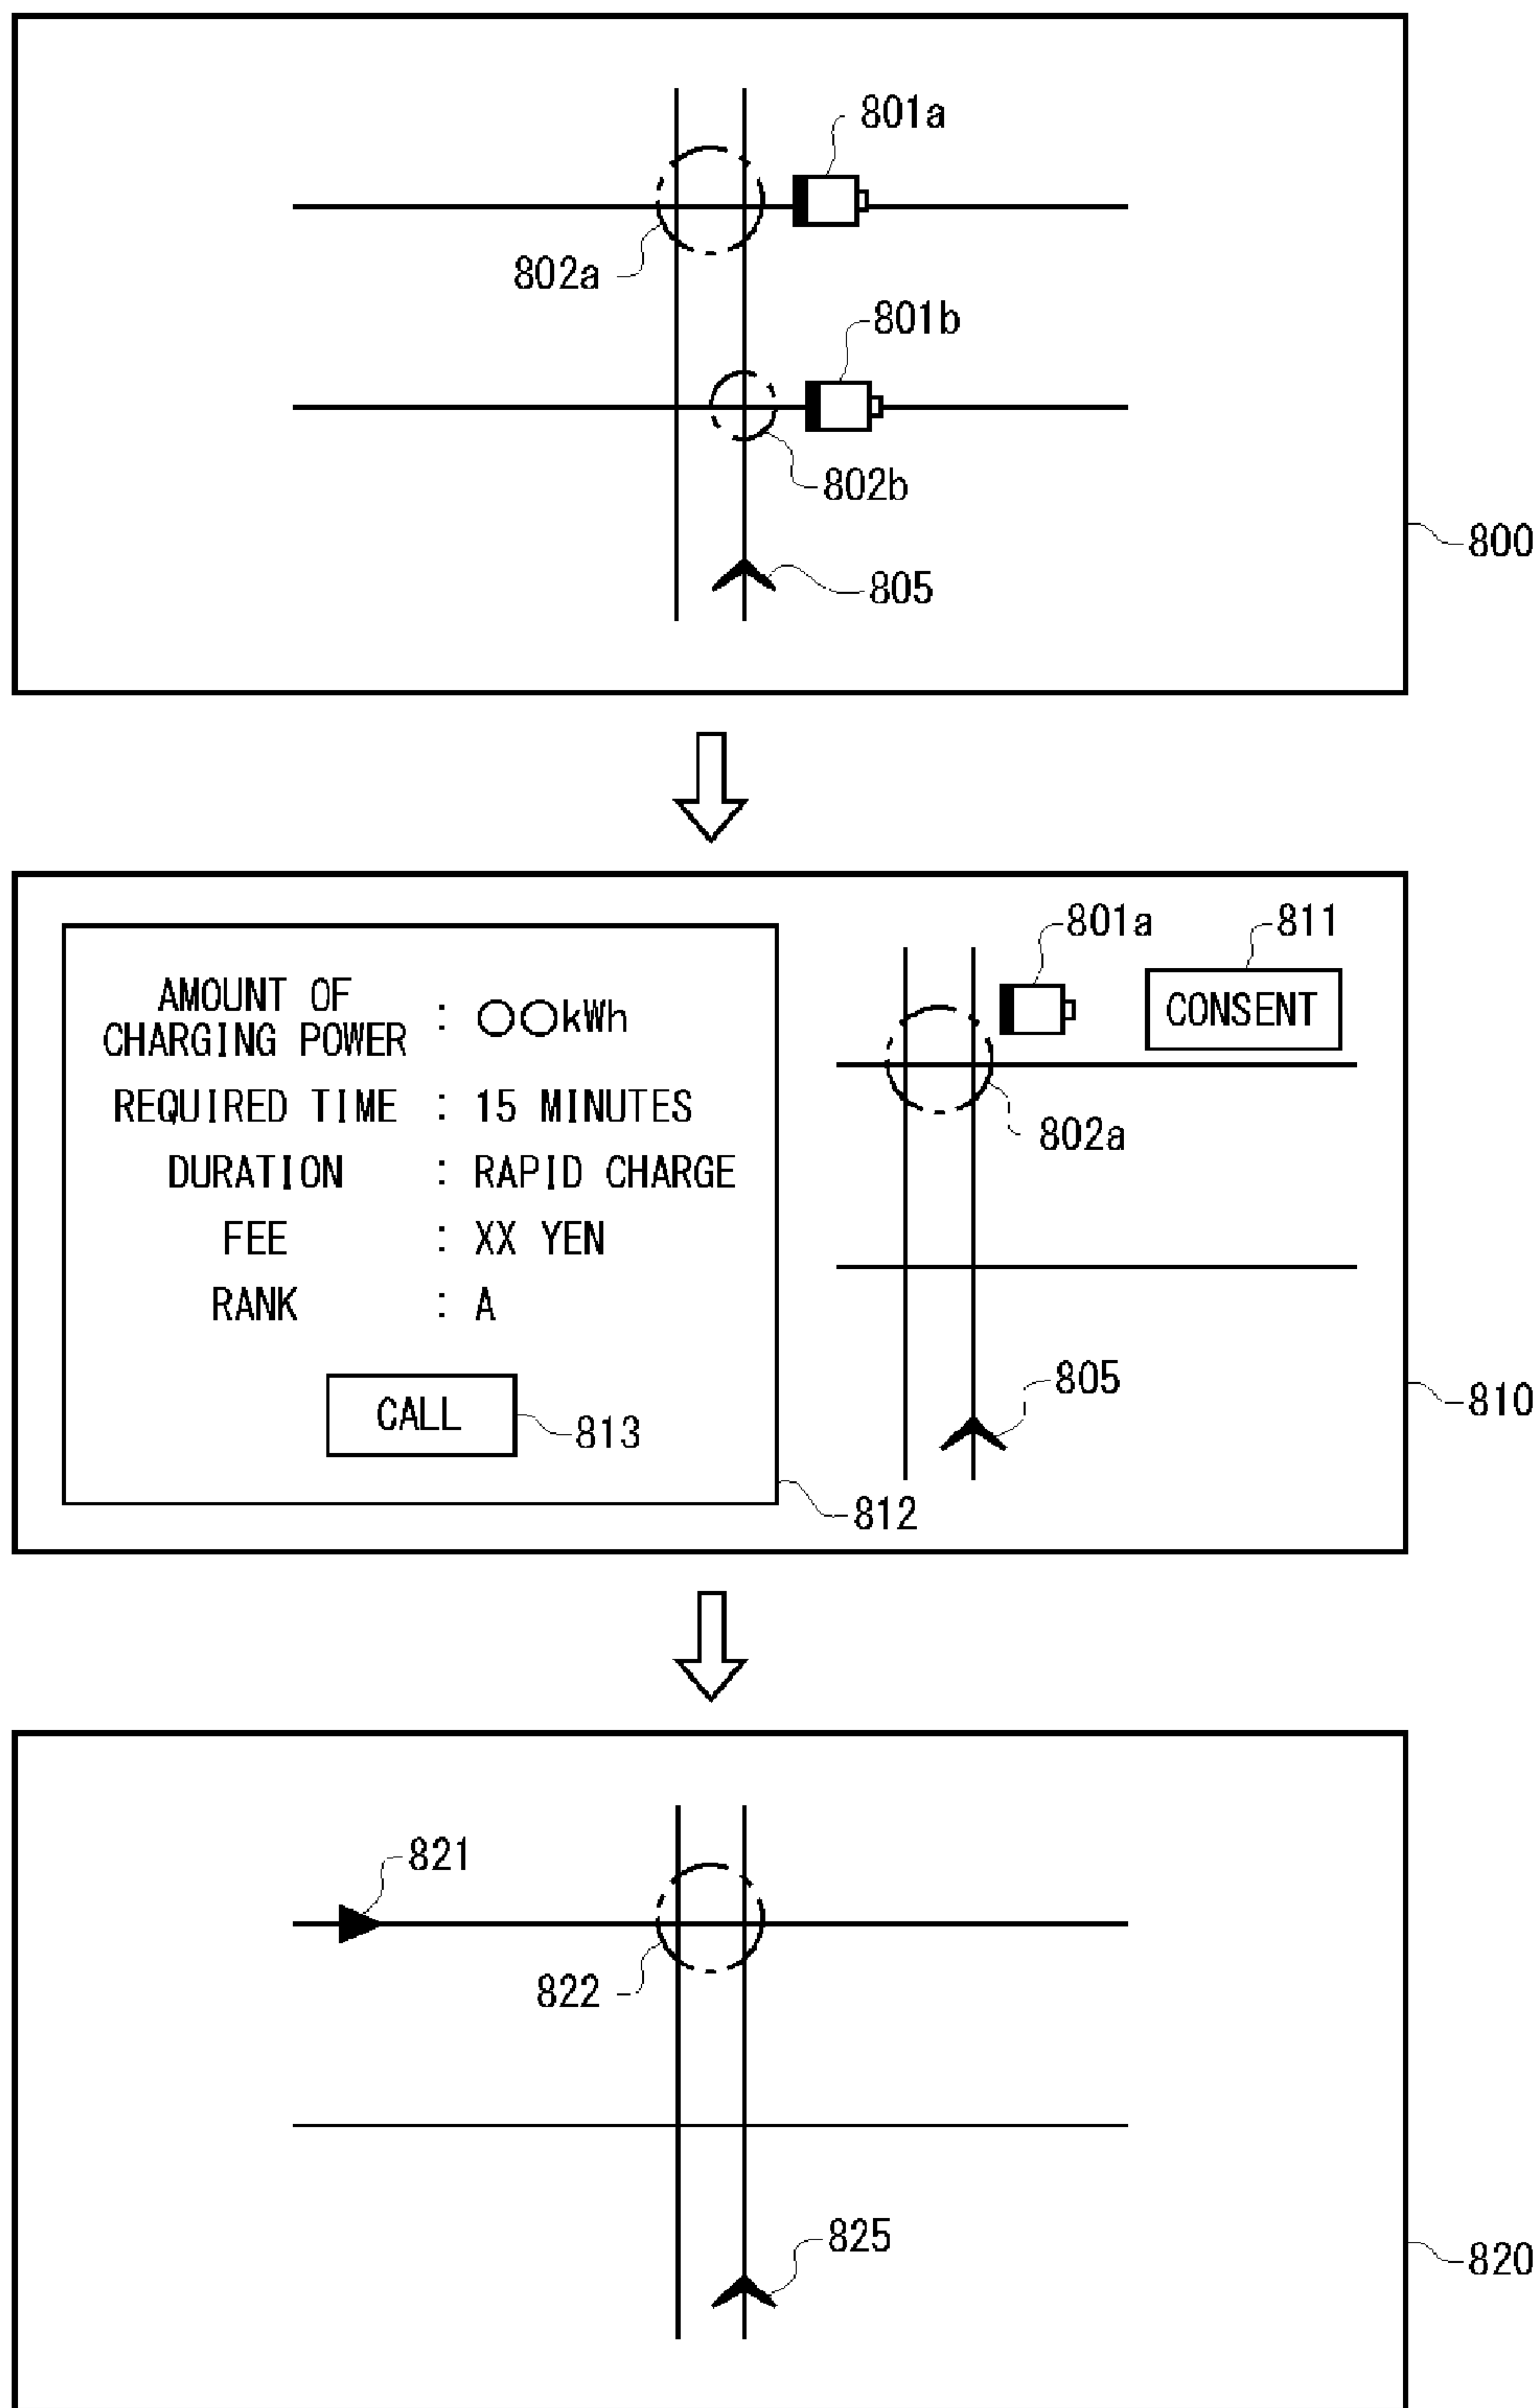 801a
802a
801b
802b
800
805
801a
811
AMOUNT OF
CHARGING POWER : ○○kWh
CONSENT
REQUIRED TIME : 15 MINUTES
802a
DURATION : RAPID CHARGE
FEE : XX YEN
RANK : A
805
810
CALL
813
812
821
822
825
820